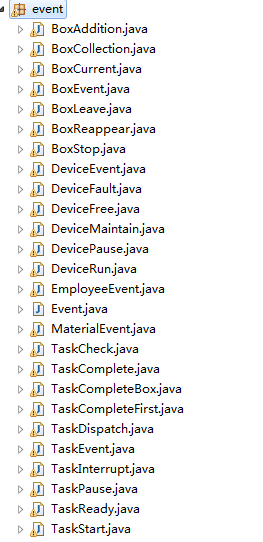 event
BoxAddition.java
BoxCollection.java
BoxCurrent.java
BoxEvent.java
BoxLeave.java
BoxReappear.java
BoxStop.java
DeviceEvent.java
DeviceFault.java
DeviceFree.java
DeviceMaintain.java
DevicePause.java
DeviceRun.java
EmployeeEvent.java
Event.java
MaterialEvent.java
TaskCheck.java
TaskComplete.java
TaskCompleteBox.java
TaskCompleteFirst.java
TaskDispatch.java
TaskEvent.java
TaskInterrupt.java
TaskPause.java
TaskReady.java
TaskStart.java